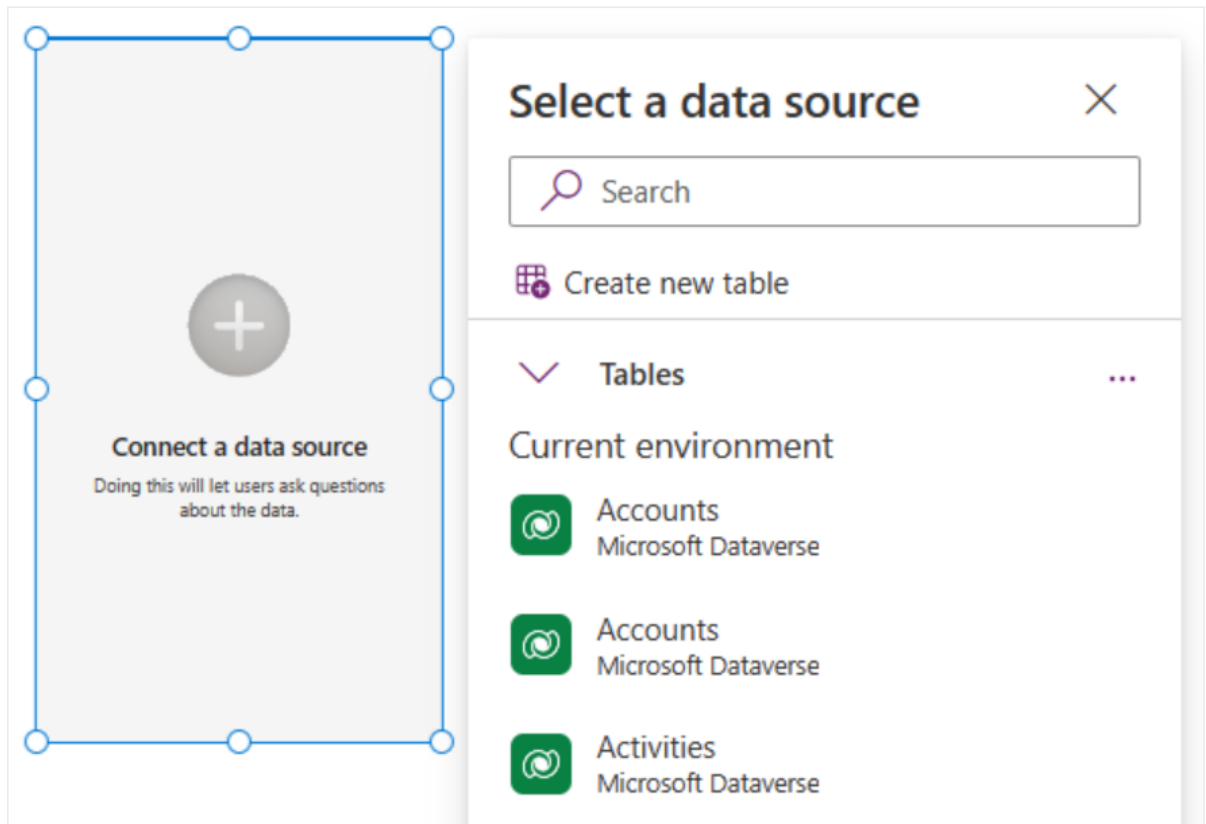 Connect a data source
Doing this will let users ask questions
about the data.
Select a data source
Search
Create new table
Tables
Current environment
Accounts
Microsoft Dataverse
Accounts
Microsoft Dataverse
Activities
Microsoft Dataverse